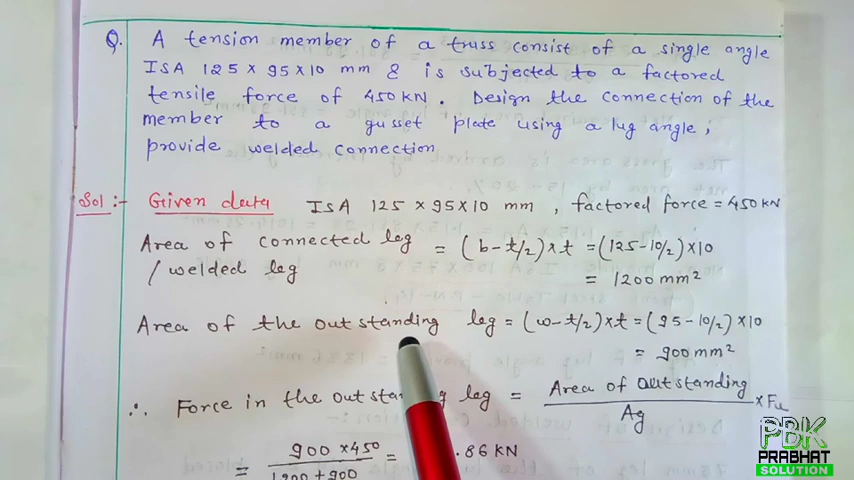 Q. A tension member of a truss consist of a single angle
ISA 125 × 95 × 10 mm & is subjected to a factored
tensile force of 450 KN. Design the connection of the
member to a gusset plate using a lug angle,
provide welded connection
Sol :- Given data ISA 125 × 95 × 10 mm, factored force = 450 KN
Area of connected leg = (b - t/2) × t = (125 - 10/2) × 10
/ welded leg = 1200 mm²
Area of the outstanding leg = (w - t/2) × t = (95 - 10/2) × 10
= 900 mm²
∴ Force in the outstanding leg = Area of outstanding / Ag × Fu
= 900 × 450 / 1200 + 900 = .86 KN
PBK
PRABHAT
SOLUTION